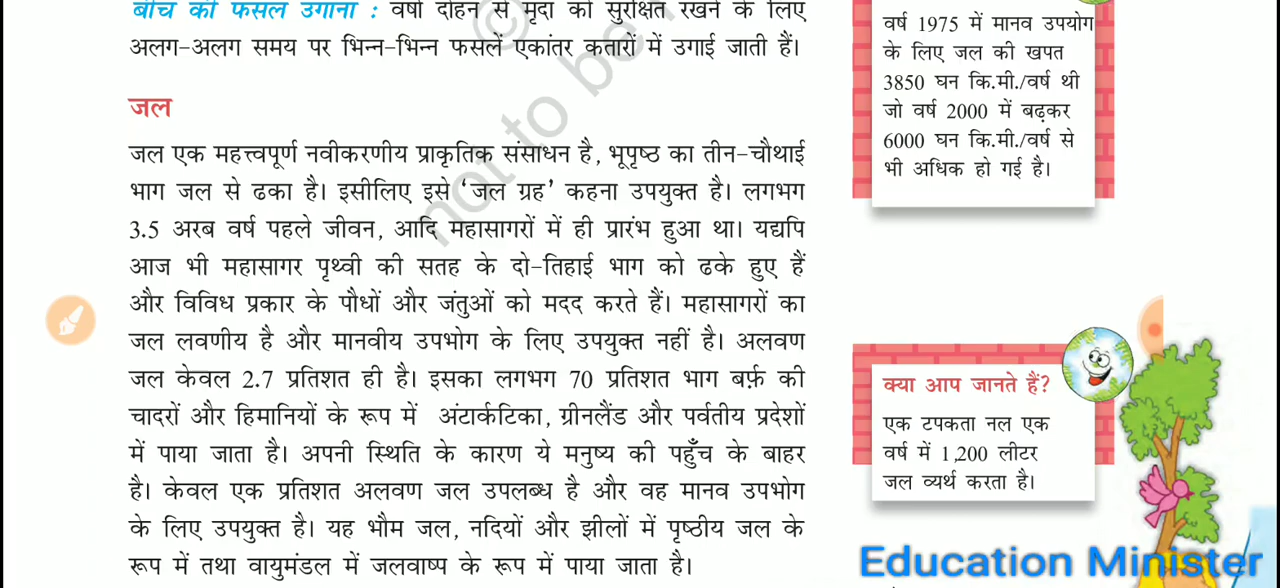 बीच की फसल उगाना : वर्षा दोहन से मृदा को सुरक्षित रखने के लिए
अलग-अलग समय पर भिन्न-भिन्न फसलें एकांतर कतारों में उगाई जाती हैं।
जल
जल एक महत्त्वपूर्ण नवीकरणीय प्राकृतिक संसाधन है, भूपृष्ठ का तीन-चौथाई
भाग जल से ढका है। इसीलिए इसे ‘जल ग्रह’ कहना उपयुक्त है। लगभग
3.5 अरब वर्ष पहले जीवन, आदि महासागरों में ही प्रारंभ हुआ था। यद्यपि
आज भी महासागर पृथ्वी की सतह के दो-तिहाई भाग को ढके हुए हैं
और विविध प्रकार के पौधों और जंतुओं को मदद करते हैं। महासागरों का
जल लवणीय है और मानवीय उपभोग के लिए उपयुक्त नहीं है। अलवण
जल केवल 2.7 प्रतिशत ही है। इसका लगभग 70 प्रतिशत भाग बर्फ़ की
चादरों और हिमानियों के रूप में अंटार्कटिका, ग्रीनलैंड और पर्वतीय प्रदेशों
में पाया जाता है। अपनी स्थिति के कारण ये मनुष्य की पहुँच के बाहर
है। केवल एक प्रतिशत अलवण जल उपलब्ध है और वह मानव उपभोग
के लिए उपयुक्त है। यह भौम जल, नदियों और झीलों में पृष्ठीय जल के
रूप में तथा वायुमंडल में जलवाष्प के रूप में पाया जाता है।
© not to be
वर्ष 1975 में मानव उपयोग
के लिए जल की खपत
3850 घन कि.मी./वर्ष थी
जो वर्ष 2000 में बढ़कर
6000 घन कि.मी./वर्ष से
भी अधिक हो गई है।
क्या आप जानते हैं?
एक टपकता नल एक
वर्ष में 1,200 लीटर
जल व्यर्थ करता है।
Education Minister